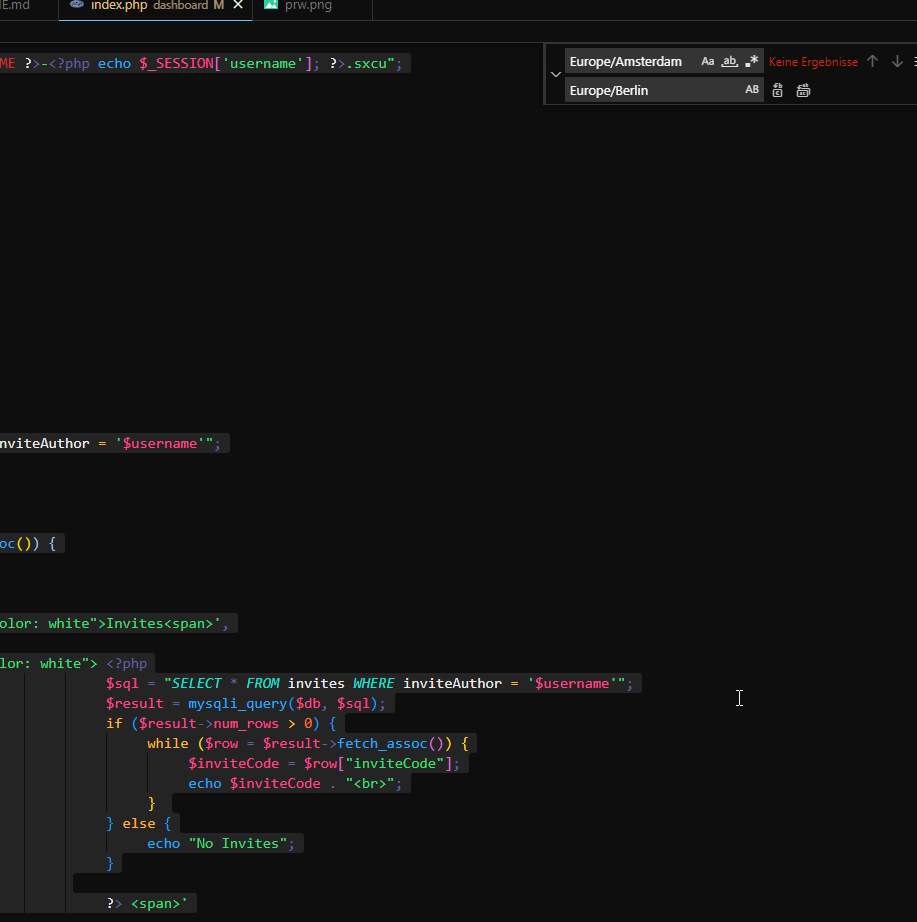 E.md index.php dashboard M prw.png
Europe/Amsterdam Aa ab .* Keine Ergebnisse
Europe/Berlin AB
ME ?>-<?php echo $_SESSION['username']; ?>.sxcu";
nviteAuthor = '$username'";
oc()) {
olor: white">Invites<span>',
lor: white"> <?php
$sql = "SELECT * FROM invites WHERE inviteAuthor = '$username'";
$result = mysqli_query($db, $sql);
if ($result->num_rows > 0) {
while ($row = $result->fetch_assoc()) {
$inviteCode = $row["inviteCode"];
echo $inviteCode . "<br>";
}
} else {
echo "No Invites";
}
?> <span>'